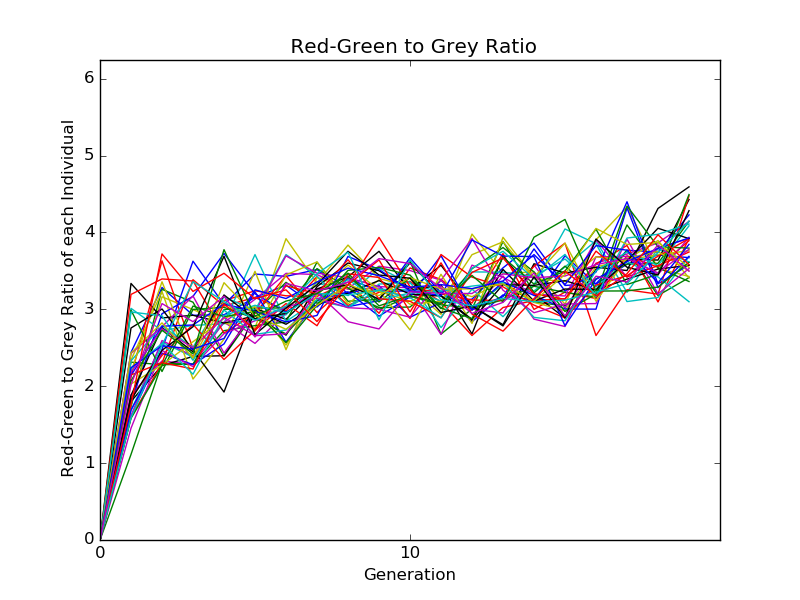 Red-Green to Grey Ratio
Red-Green to Grey Ratio of each Individual
6
5
4
3
2
1
0
0 10
Generation